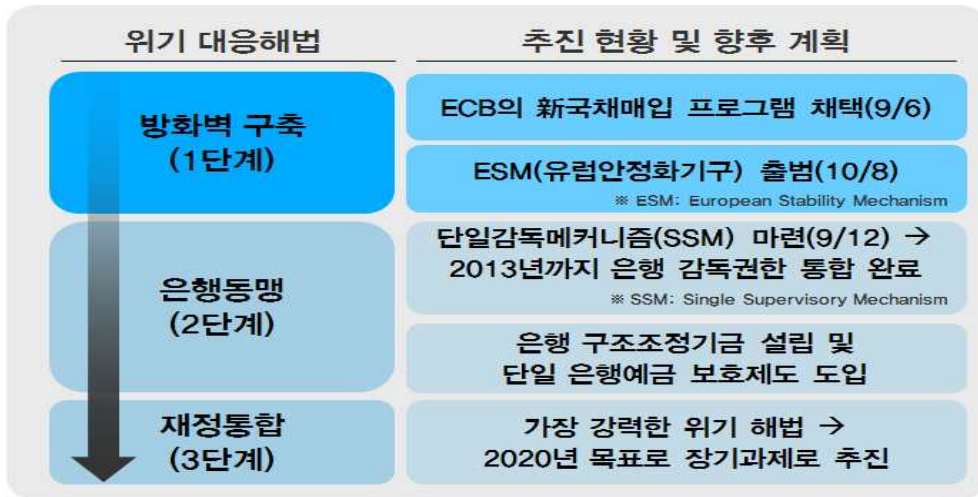 위기 대응해법
추진 현황 및 향후 계획
방화벽 구축
(1단계)
ECB의 新국채매입 프로그램 채택(9/6)
ESM(유럽안정화기구) 출범(10/8)
※ ESM: European Stability Mechanism
은행동맹
(2단계)
단일감독메커니즘(SSM) 마련(9/12) →
2013년까지 은행 감독권한 통합 완료
※ SSM: Single Supervisory Mechanism
은행 구조조정기금 설립 및
단일 은행예금 보호제도 도입
재정통합
(3단계)
가장 강력한 위기 해법 →
2020년 목표로 장기과제로 추진